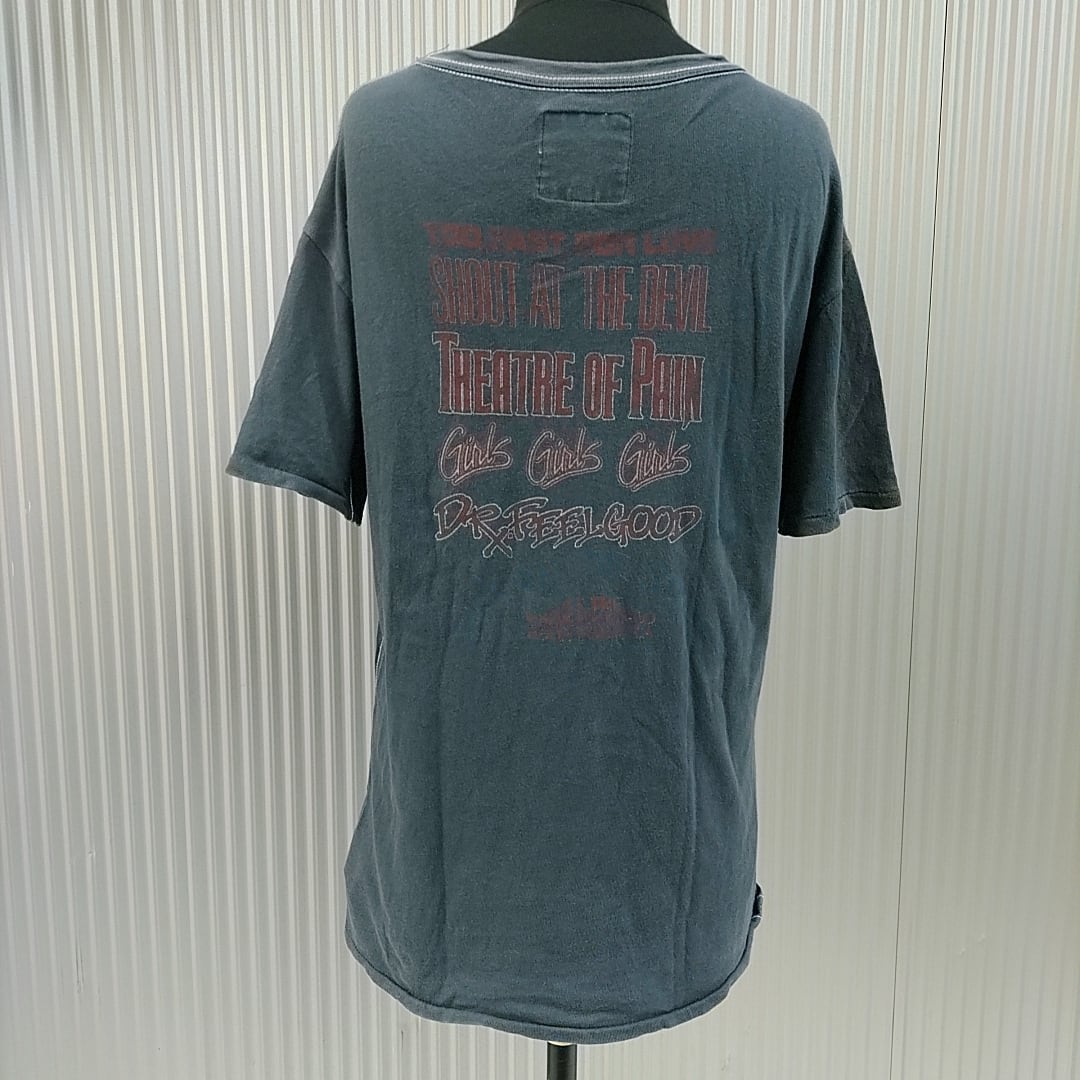 TOO FAST FOR LOVE
SHOUT AT THE DEVIL
THEATRE OF PAIN
Girls Girls Girls
DR. FEELGOOD